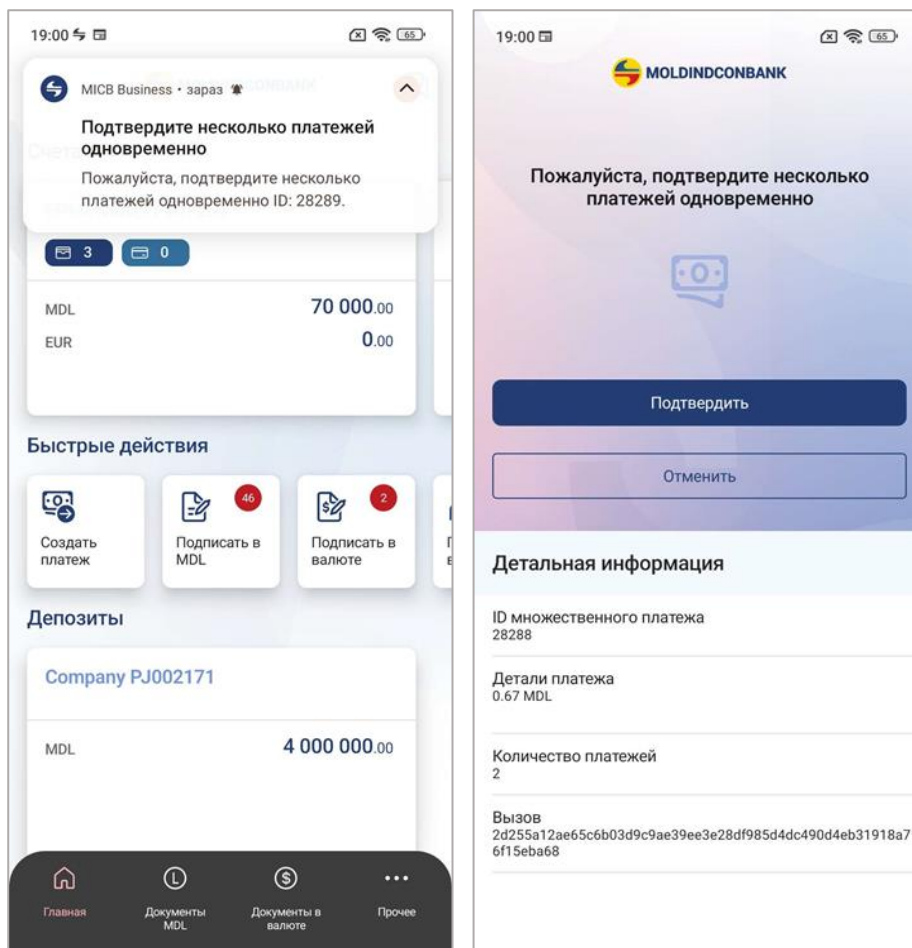 19:00
65
MICB Business • зараз
Подтвердите несколько платежей
одновременно
Пожалуйста, подтвердите несколько
платежей одновременно ID: 28289.
3
0
MDL
70 000.00
EUR
0.00
Быстрые действия
46
2
Создать
платеж
Подписать в
MDL
Подписать в
валюте
Депозиты
Company PJ002171
MDL
4 000 000.00
Главная
Документы
MDL
Документы в
валюте
Прочее
19:00
65
MOLDINDCONBANK
Пожалуйста, подтвердите несколько
платежей одновременно
Подтвердить
Отменить
Детальная информация
ID множественного платежа
28288
Детали платежа
0.67 MDL
Количество платежей
2
Вызов
2d255a12ae65c6b03d9c9ae39ee3e28df985d4dc490d4eb31918a7
6f15eba68